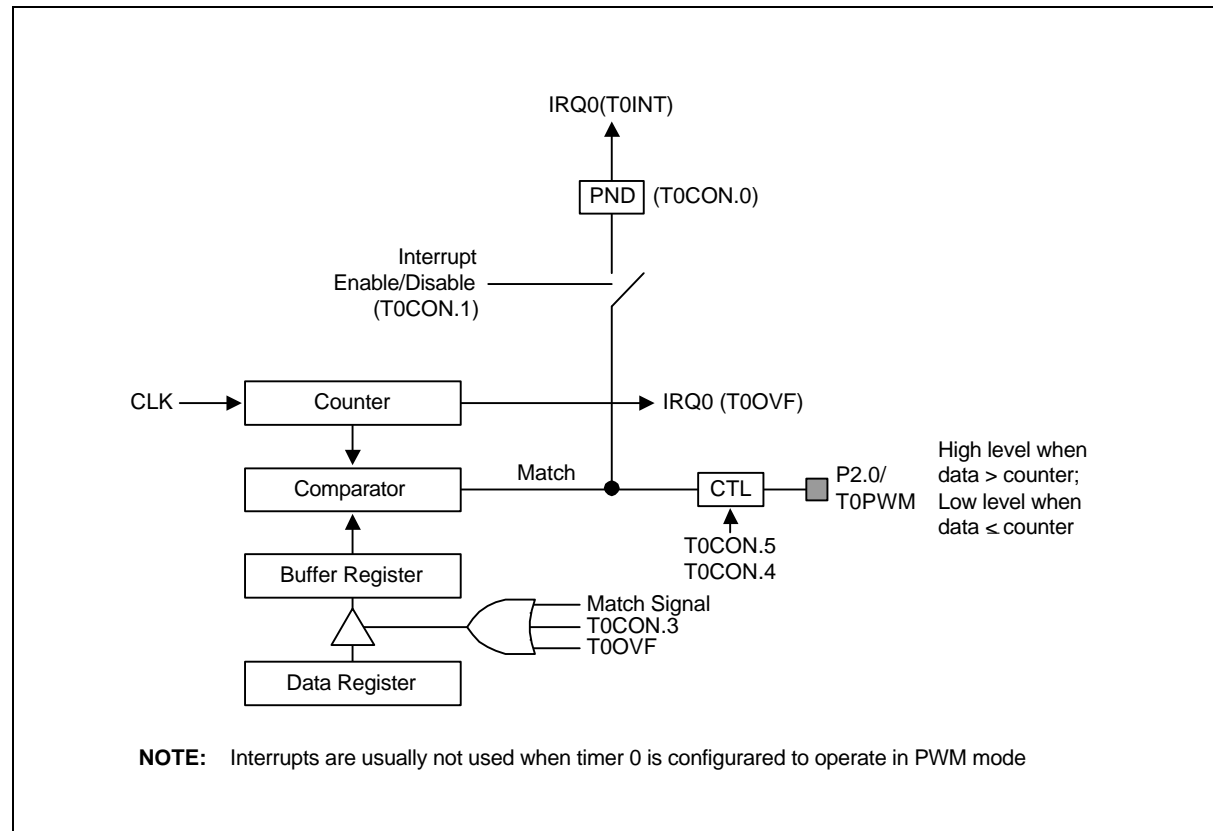 IRQ0(T0INT)
PND (T0CON.0)
Interrupt
Enable/Disable
(T0CON.1)
CLK Counter IRQ0 (T0OVF)
Comparator Match CTL P2.0/
T0PWM
High level when
data > counter;
Low level when
data ≤ counter
T0CON.5
T0CON.4
Buffer Register
Match Signal
T0CON.3
T0OVF
Data Register
NOTE: Interrupts are usually not used when timer 0 is configurared to operate in PWM mode